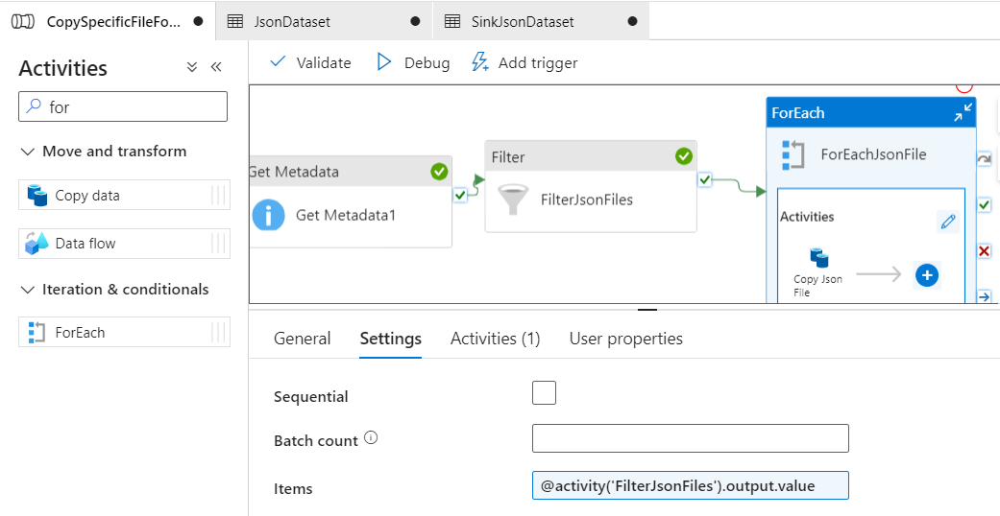 CopySpecificFileFo...
JsonDataset
SinkJsonDataset
Activities
for
Move and transform
Copy data
Data flow
Iteration & conditionals
ForEach
Validate
Debug
Add trigger
Get Metadata
Get Metadata1
Filter
FilterJsonFiles
ForEach
ForEachJsonFile
Activities
Copy Json
File
General
Settings
Activities (1)
User properties
Sequential
Batch count
Items
@activity('FilterJsonFiles').output.value